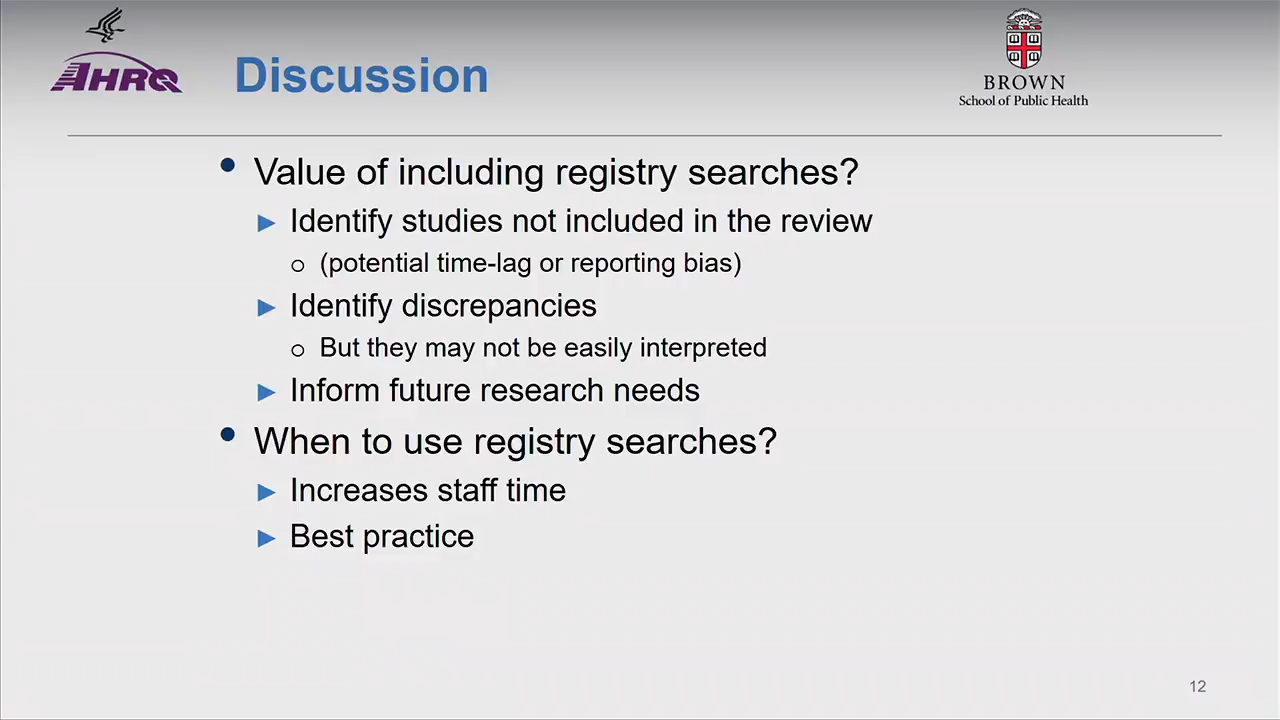 AHRQ
Discussion
BROWN
School of Public Health
• Value of including registry searches?
► Identify studies not included in the review
o (potential time-lag or reporting bias)
► Identify discrepancies
o But they may not be easily interpreted
► Inform future research needs
• When to use registry searches?
► Increases staff time
► Best practice
12